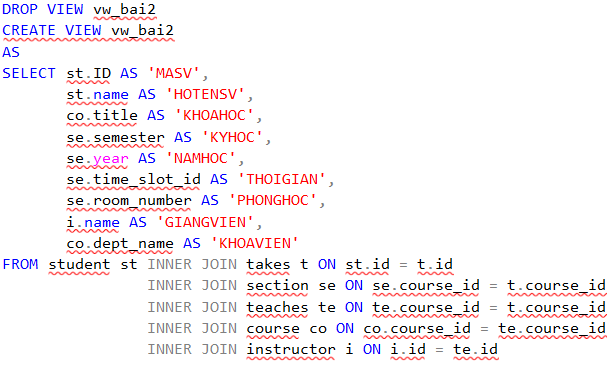 DROP VIEW vw_bai2
CREATE VIEW vw_bai2
AS
SELECT st.ID AS 'MASV',
st.name AS 'HOTENSV',
co.title AS 'KHOAHOC',
se.semester AS 'KYHOC',
se.year AS 'NAMHOC',
se.time_slot_id AS 'THOIGIAN',
se.room_number AS 'PHONGHOC',
i.name AS 'GIANGVIEN',
co.dept_name AS 'KHOAVIEN'
FROM student st INNER JOIN takes t ON st.id = t.id
INNER JOIN section se ON se.course_id = t.course_id
INNER JOIN teaches te ON te.course_id = t.course_id
INNER JOIN course co ON co.course_id = te.course_id
INNER JOIN instructor i ON i.id = te.id